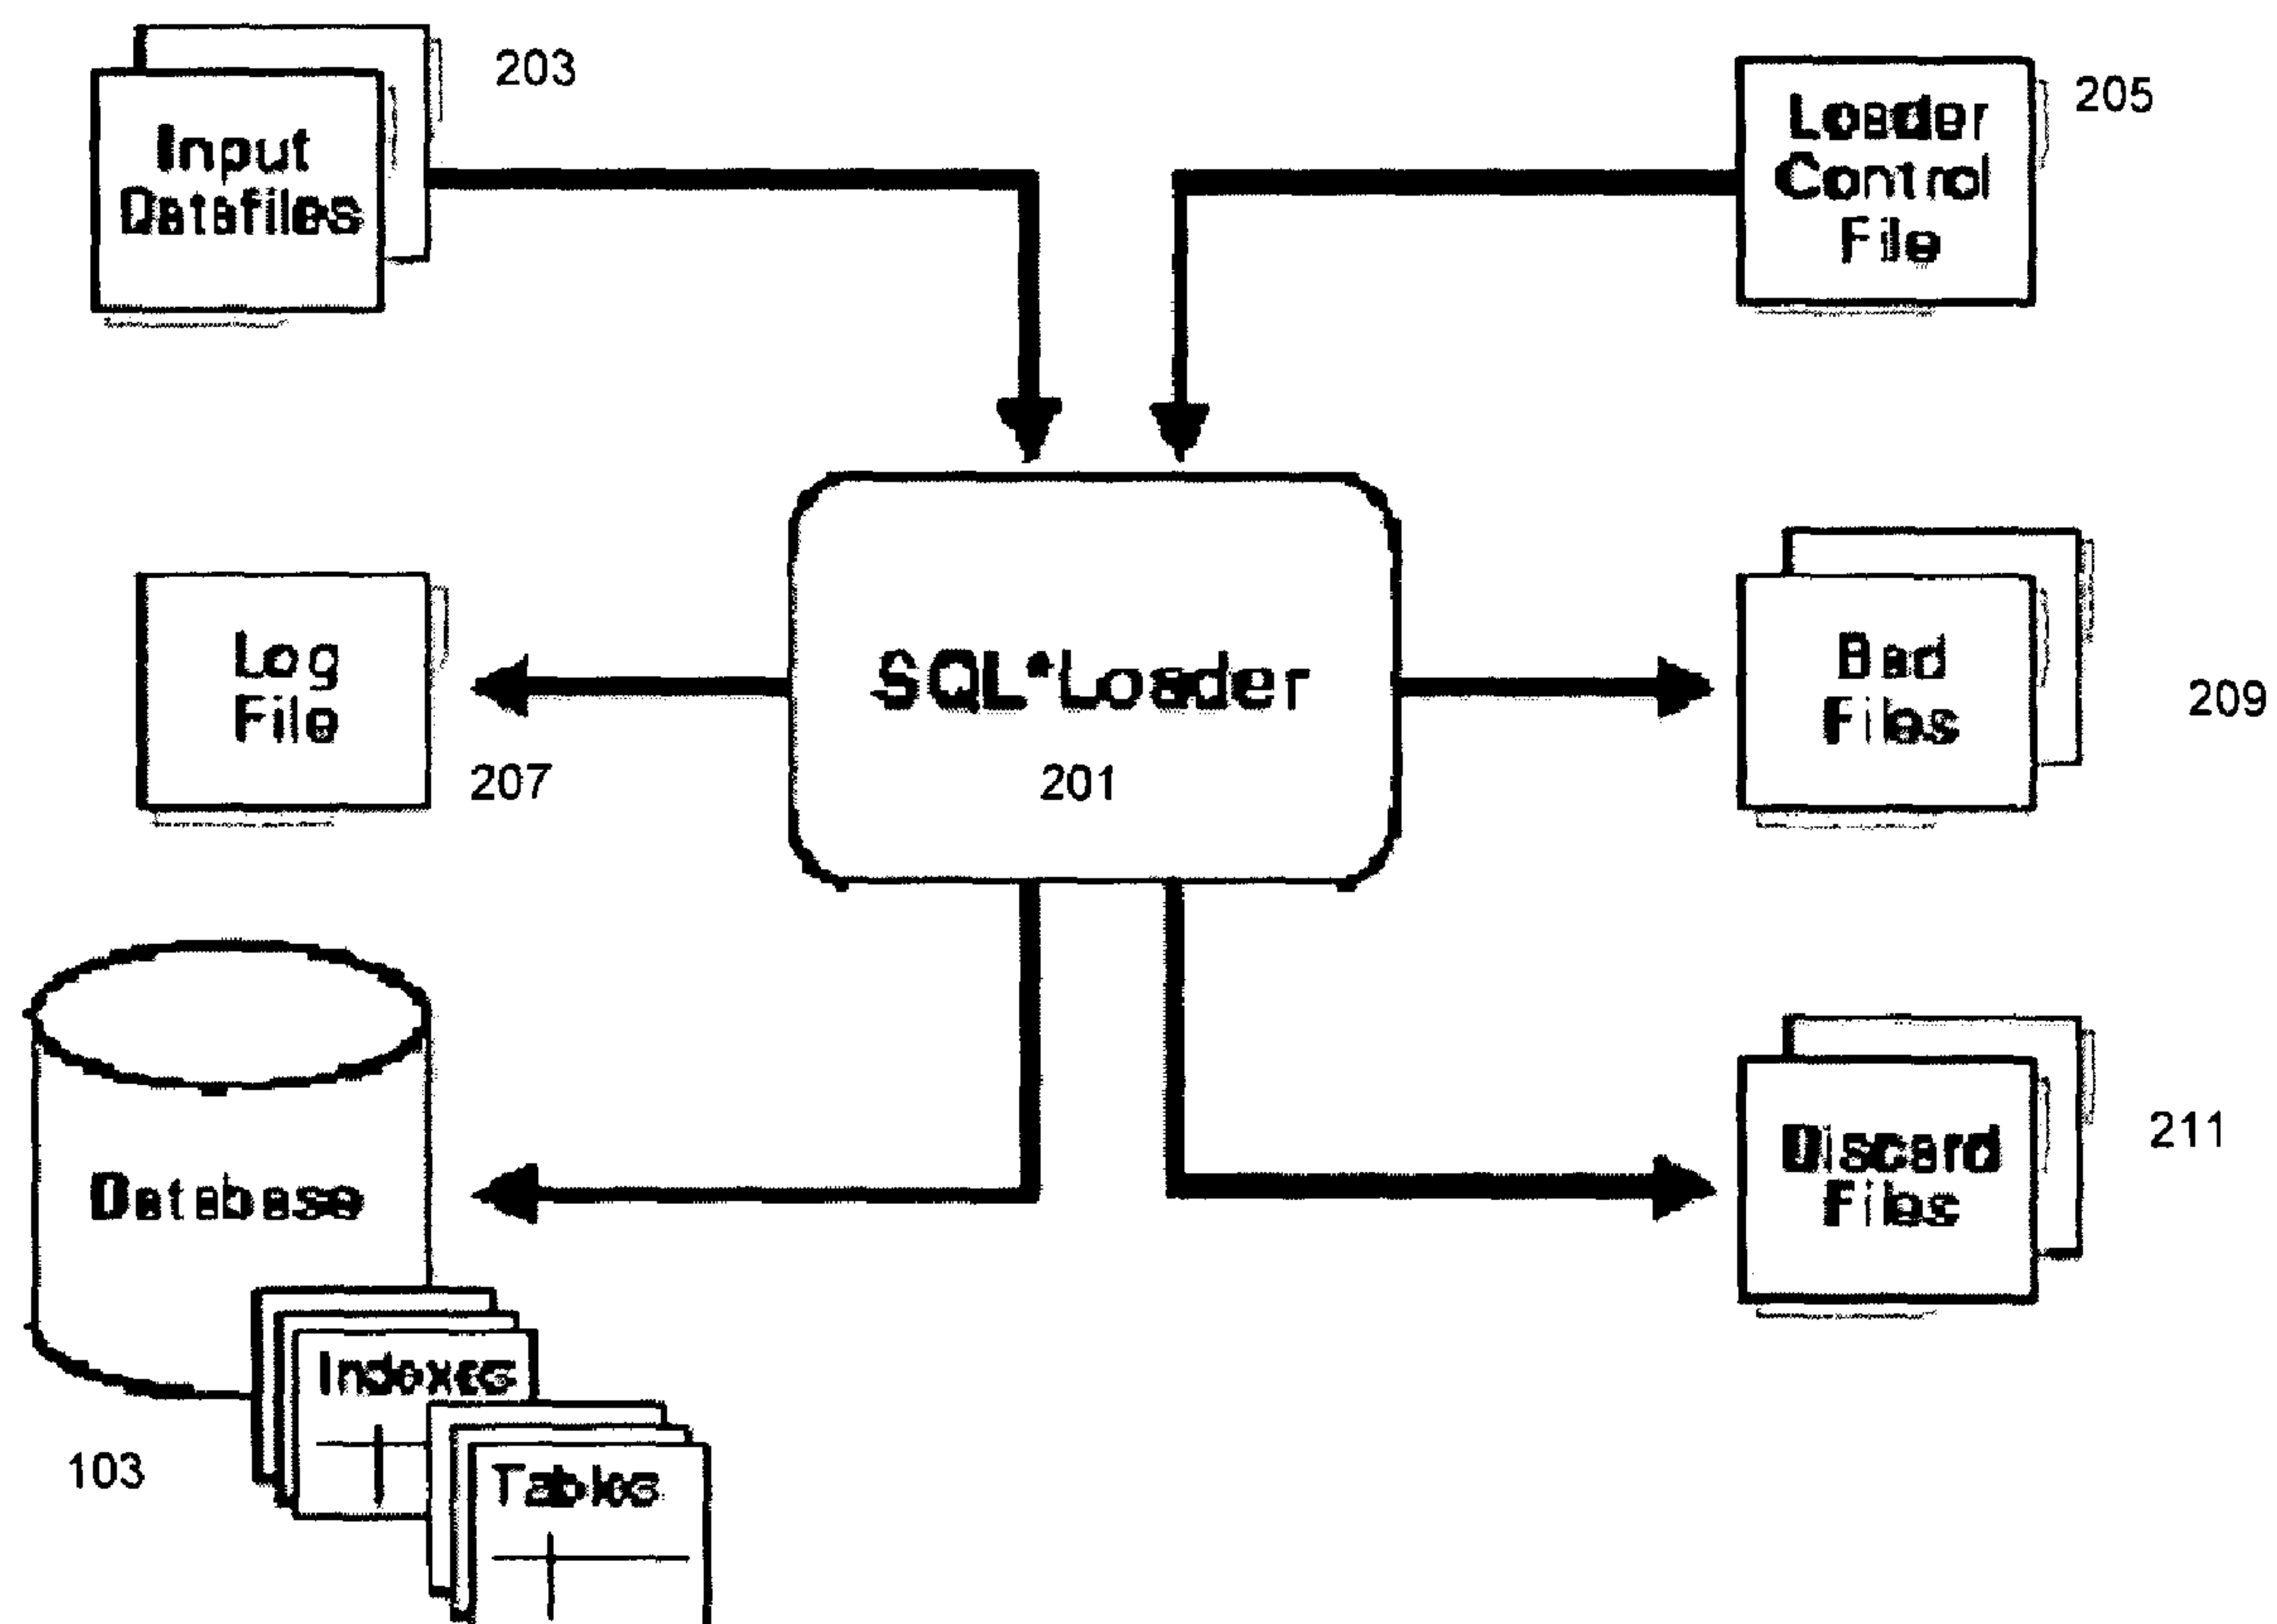 203
Input
Datafiles
Loader
Control
File
205
Log
File
207
SQL*Loader
201
Bad
Files
209
Database
103
Indexes
Tables
Discard
Files
211